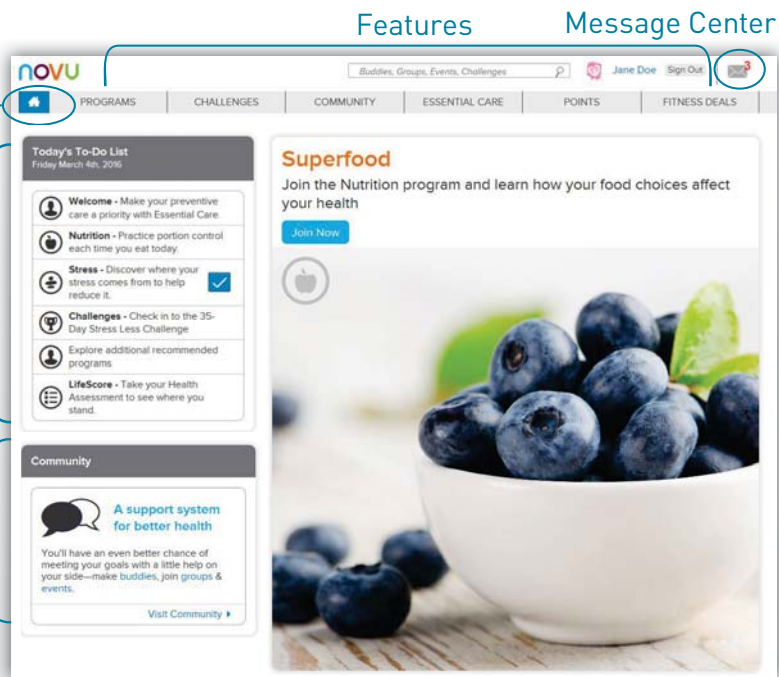 Features
Message Center
novu
Buddies, Groups, Events, Challenges
Jane Doe
Sign Out
3
PROGRAMS
CHALLENGES
COMMUNITY
ESSENTIAL CARE
POINTS
FITNESS DEALS
Today's To-Do List
Friday March 4th, 2016
Welcome - Make your preventive
care a priority with Essential Care.
Nutrition - Practice portion control
each time you eat today.
Stress - Discover where your
stress comes from to help
reduce it.
Challenges - Check in to the 35-
Day Stress Less Challenge
Explore additional recommended
programs
LifeScore - Take your Health
Assessment to see where you
stand.
Community
A support system
for better health
You'll have an even better chance of
meeting your goals with a little help on
your side—make buddies, join groups &
events.
Visit Community
Superfood
Join the Nutrition program and learn how your food choices affect
your health
Join Now